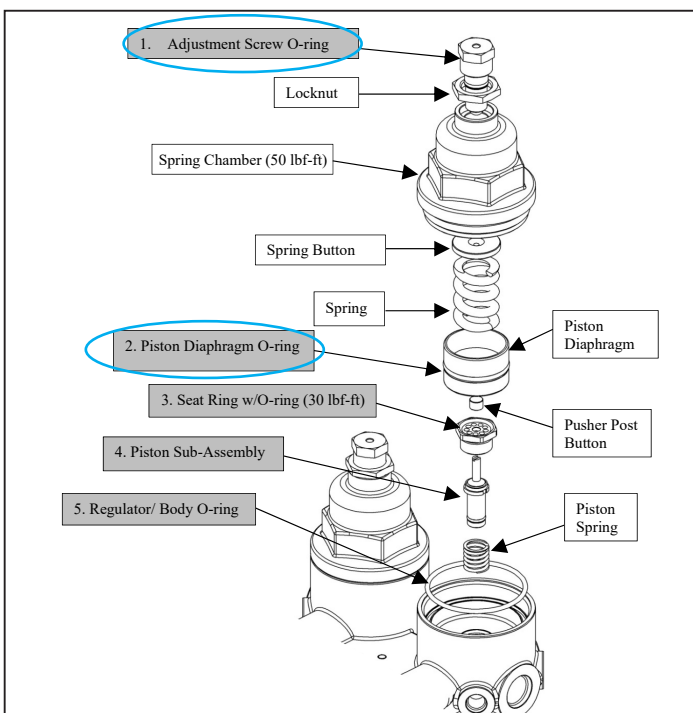 1. Adjustment Screw O-ring
Locknut
Spring Chamber (50 lbf-ft)
Spring Button
Spring
Piston
Diaphragm
2. Piston Diaphragm O-ring
3. Seat Ring w/O-ring (30 lbf-ft)
Pusher Post
Button
4. Piston Sub-Assembly
5. Regulator/ Body O-ring
Piston
Spring